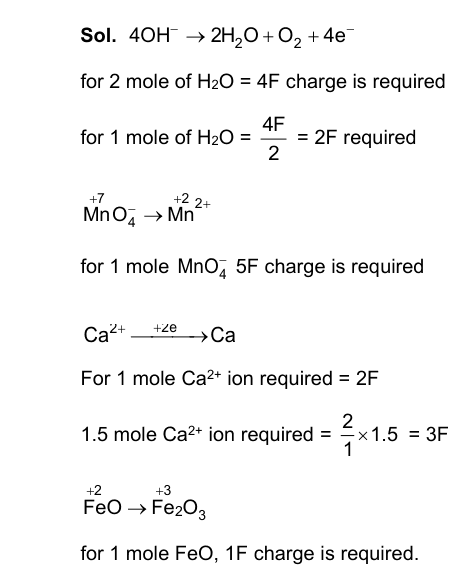 Sol. 4OH⁻ → 2H₂O + O₂ + 4e⁻
for 2 mole of H₂O = 4F charge is required
for 1 mole of H₂O = 4F/2 = 2F required
+7 +2
MnO₄⁻ → Mn²⁺
for 1 mole MnO₄⁻ 5F charge is required
Ca²⁺ —+2e→ Ca
For 1 mole Ca²⁺ ion required = 2F
1.5 mole Ca²⁺ ion required = 2/1 × 1.5 = 3F
+2 +3
FeO → Fe₂O₃
for 1 mole FeO, 1F charge is required.